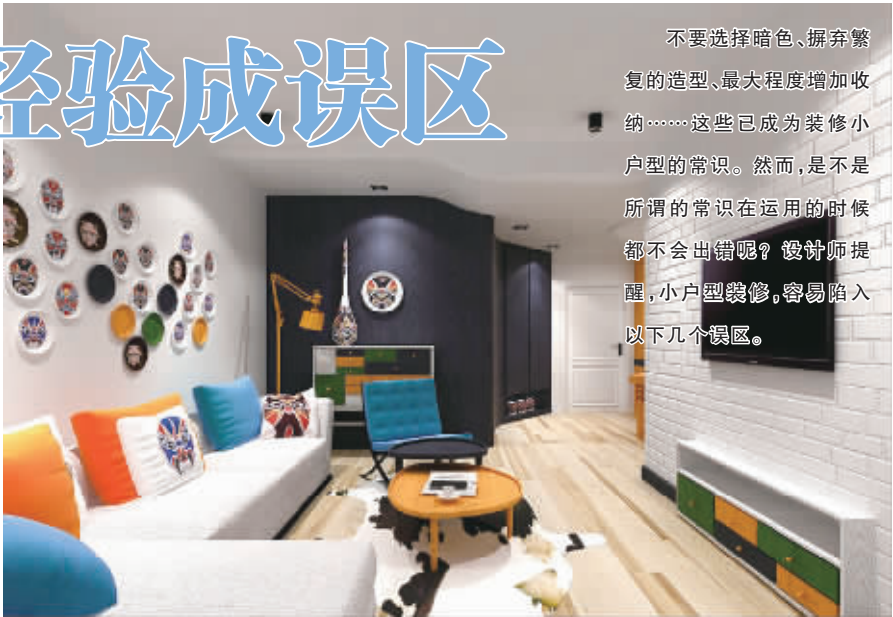 经验成误区
不要选择暗色、摒弃繁
复的造型、最大程度增加收
纳……这些已成为装修小
户型的常识。然而,是不是
所谓的常识在运用的时候
都不会出错呢？设计师提
醒,小户型装修,容易陷入
以下几个误区。